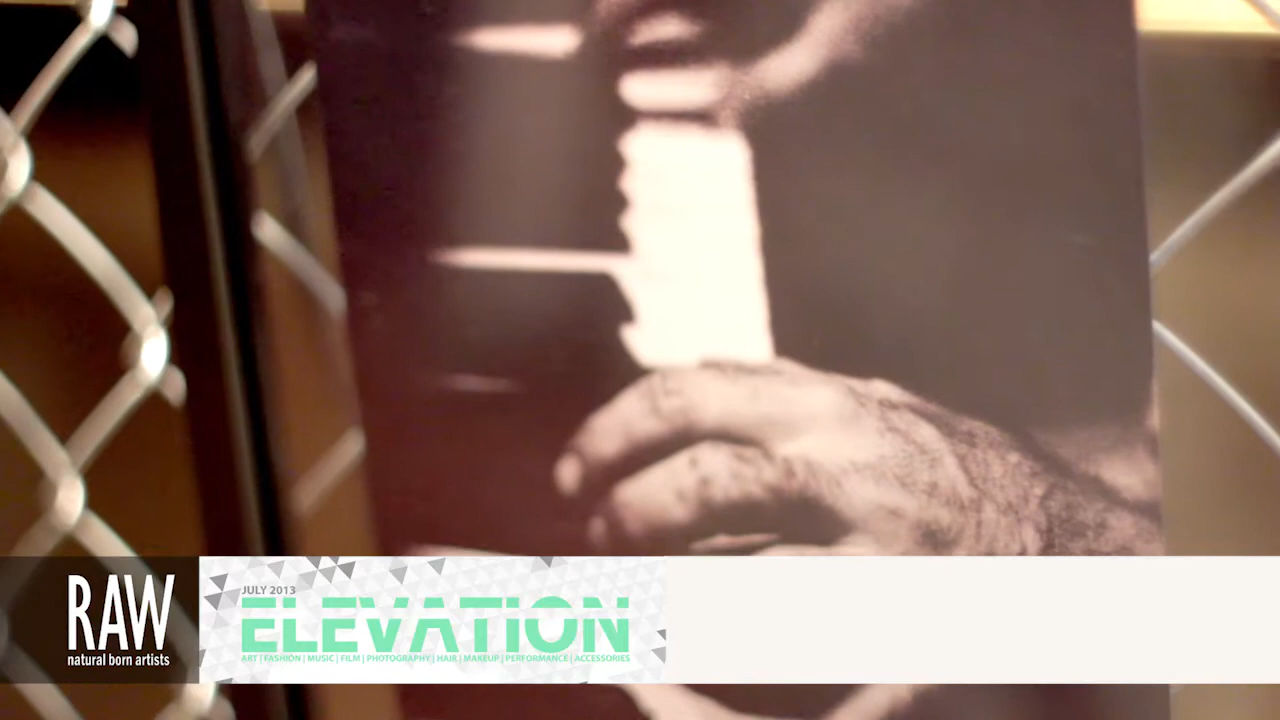 RAW
natural born artists
JULY 2013
ELEVATION
ART | FASHION | MUSIC | FILM | PHOTOGRAPHY | HAIR | MAKEUP | PERFORMANCE | ACCESSORIES